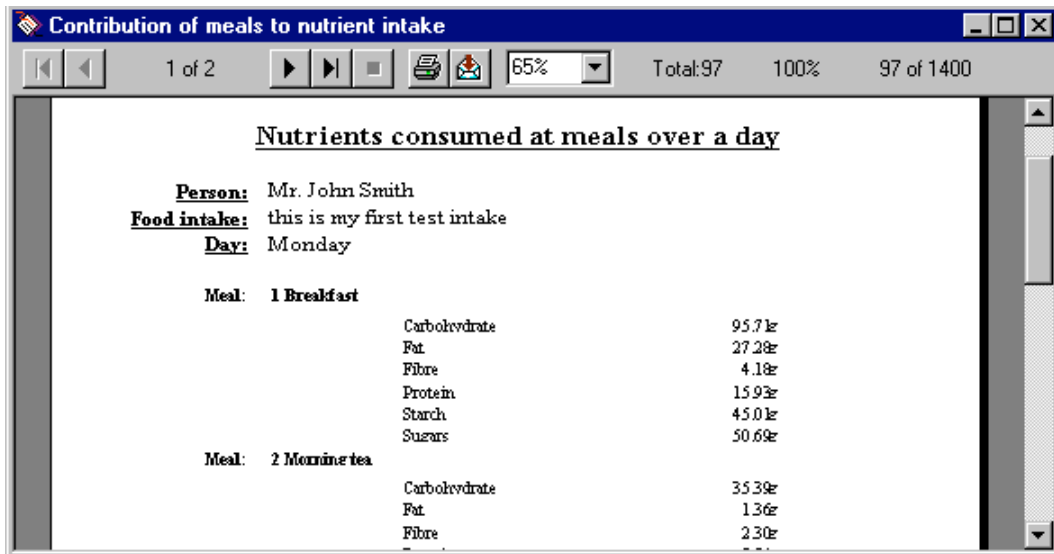 Contribution of meals to nutrient intake
1 of 2 65% Total:97 100% 97 of 1400
Nutrients consumed at meals over a day
Person: Mr. John Smith
Food intake: this is my first test intake
Day: Monday
Meal: 1 Breakfast
Carbohydrate 95.71g
Fat 27.28g
Fibre 4.18g
Protein 15.93g
Starch 45.01g
Sugars 50.69g
Meal: 2 Morning tea
Carbohydrate 35.39g
Fat 1.36g
Fibre 2.30g